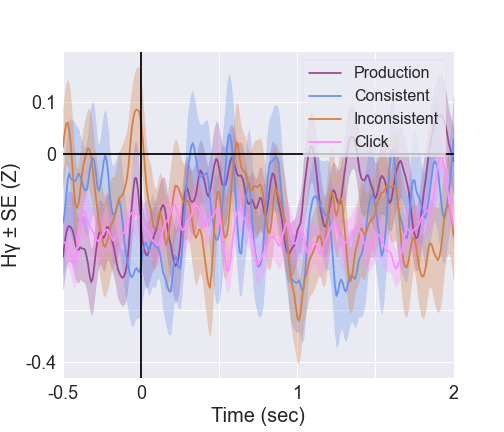 Production
Consistent
Inconsistent
Click
Hγ ± SE (Z)
0.1
0
-0.4
-0.5 0 1 2
Time (sec)